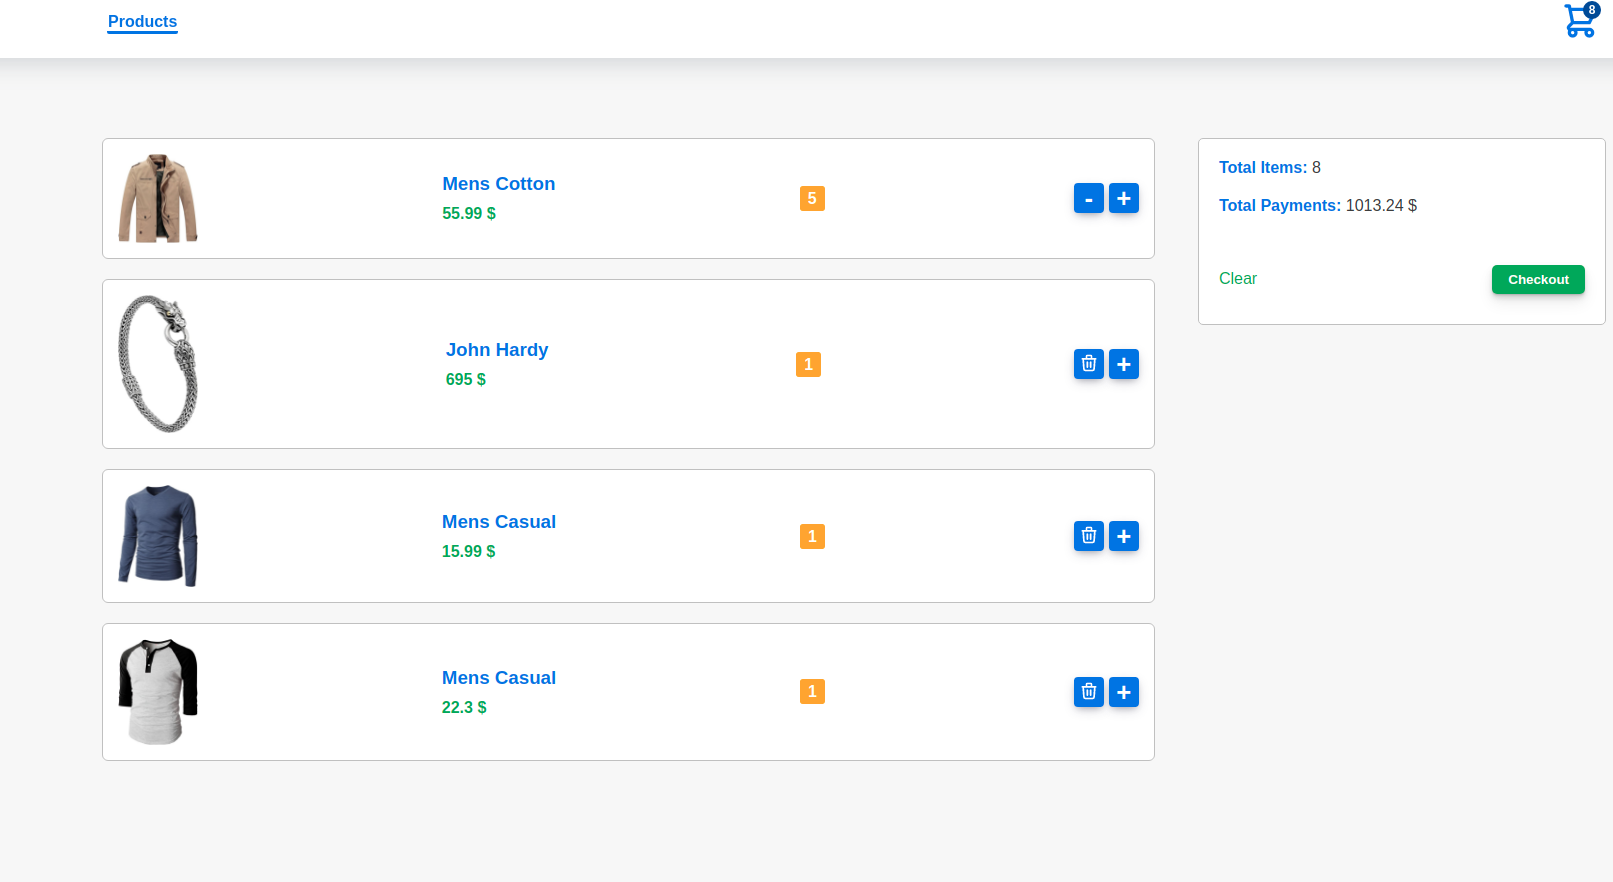 Products
8
Mens Cotton
55.99 $
5
- +
John Hardy
695 $
1
+
Mens Casual
15.99 $
1
+
Mens Casual
22.3 $
1
+
Total Items: 8
Total Payments: 1013.24 $
Clear
Checkout